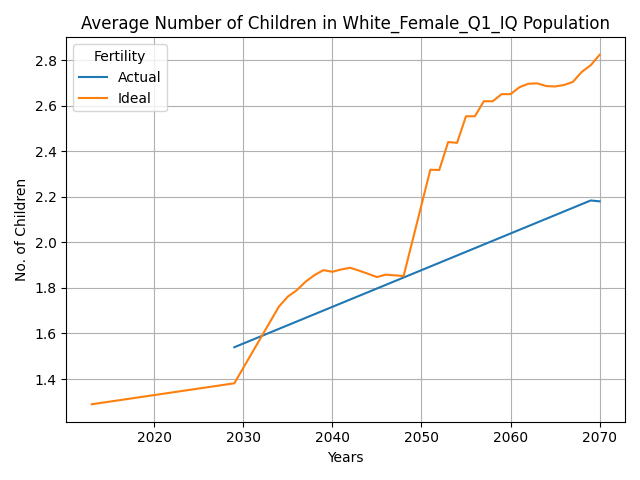 Average Number of Children in White_Female_Q1_IQ Population
Fertility
Actual
Ideal
No. of Children
2.8
2.6
2.4
2.2
2.0
1.8
1.6
1.4
2020 2030 2040 2050 2060 2070
Years